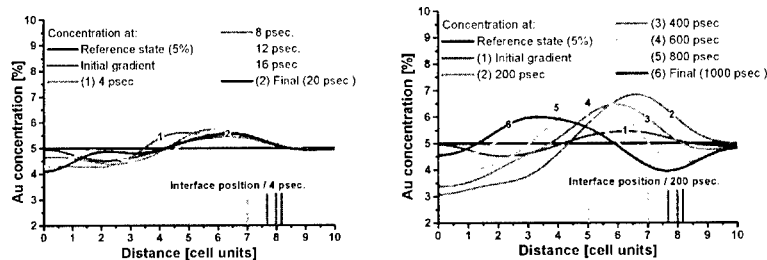 Au concentration [%]
10
9
8
7
6
5
4
3
2
Concentration at:
Reference state (5%)
Initial gradient
(1) 4 psec
8 psec.
12 psec.
16 psec.
(2) Final (20 psec.)
1
2
Interface position / 4 psec.
0 1 2 3 4 5 6 7 8 9 10
Distance [cell units]
Au concentration [%]
10
9
8
7
6
5
4
3
2
Concentration at:
Reference state (5%)
(1) Initial gradient
(2) 200 psec
(3) 400 psec
(4) 600 psec
(5) 800 psec
(6) Final (1000 psec)
6
5
4
3
2
1
Interface position / 200 psec.
0 1 2 3 4 5 6 7 8 9 10
Distance [cell units]